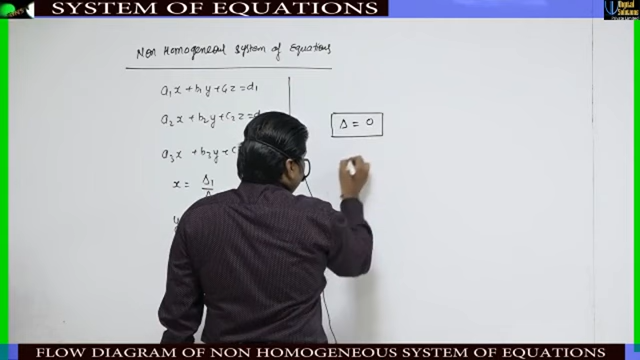 SYSTEM OF EQUATIONS
Digital
Non Homogeneous System of Equations
a₁x + b₁y + c₁z = d₁
a₂x + b₂y + c₂z = d
Δ = 0
a₃x + b₃y + c
x = Δ₁/Δ
FLOW DIAGRAM OF NON HOMOGENEOUS SYSTEM OF EQUATIONS